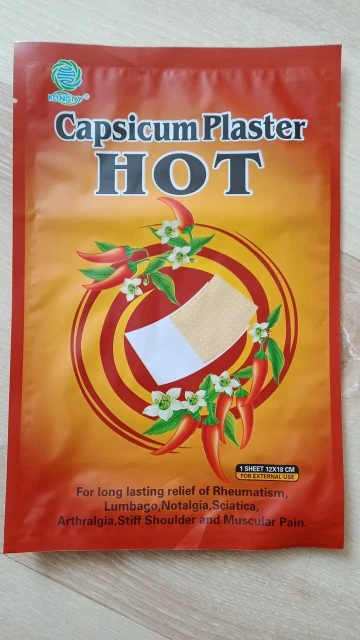 KONGDY®
Capsicum Plaster
HOT
1 SHEET 12X18 CM
FOR EXTERNAL USE
For long lasting relief of Rheumatism,
Lumbago,Notalgia,Sciatica,
Arthralgia,Stiff Shoulder and Muscular Pain.